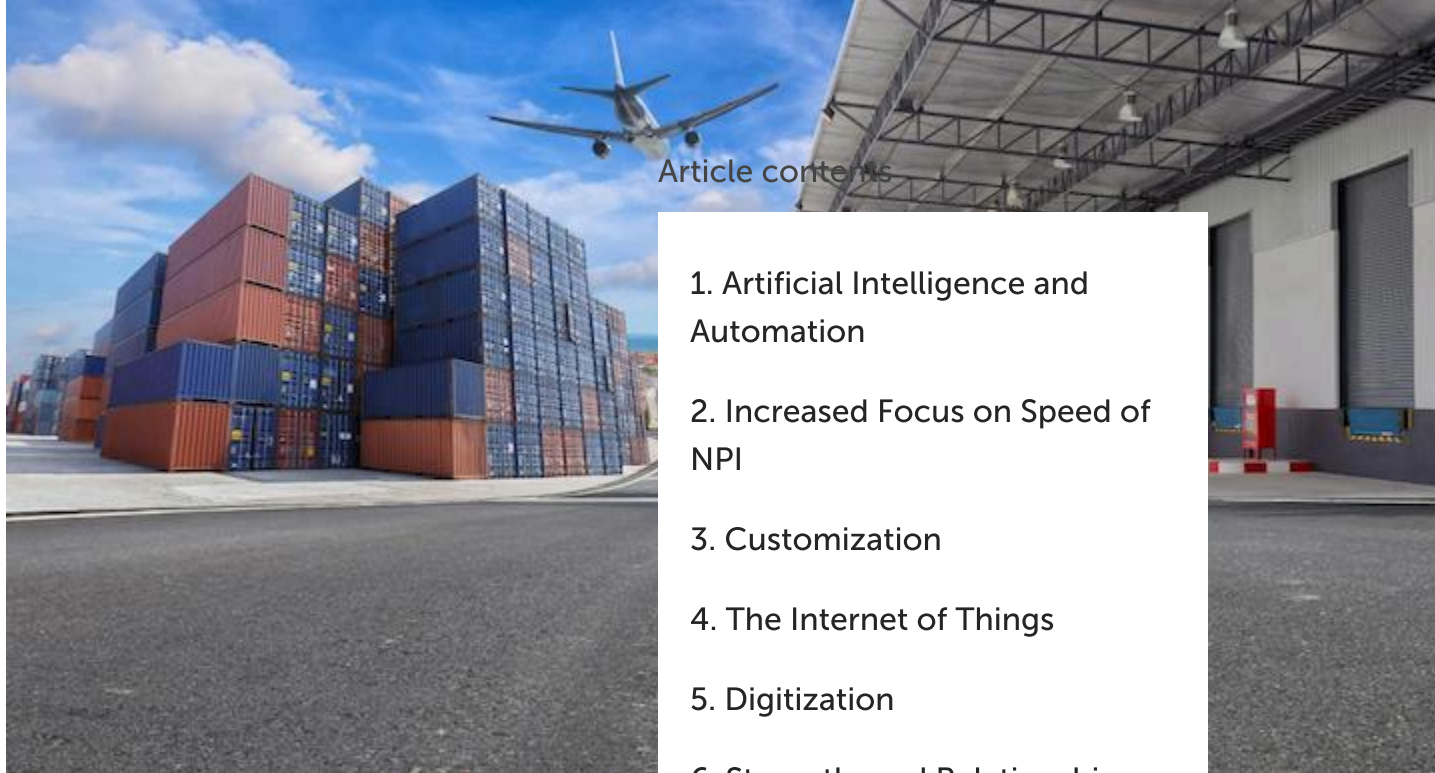 Article contents
1. Artificial Intelligence and
Automation
2. Increased Focus on Speed of
NPI
3. Customization
4. The Internet of Things
5. Digitization